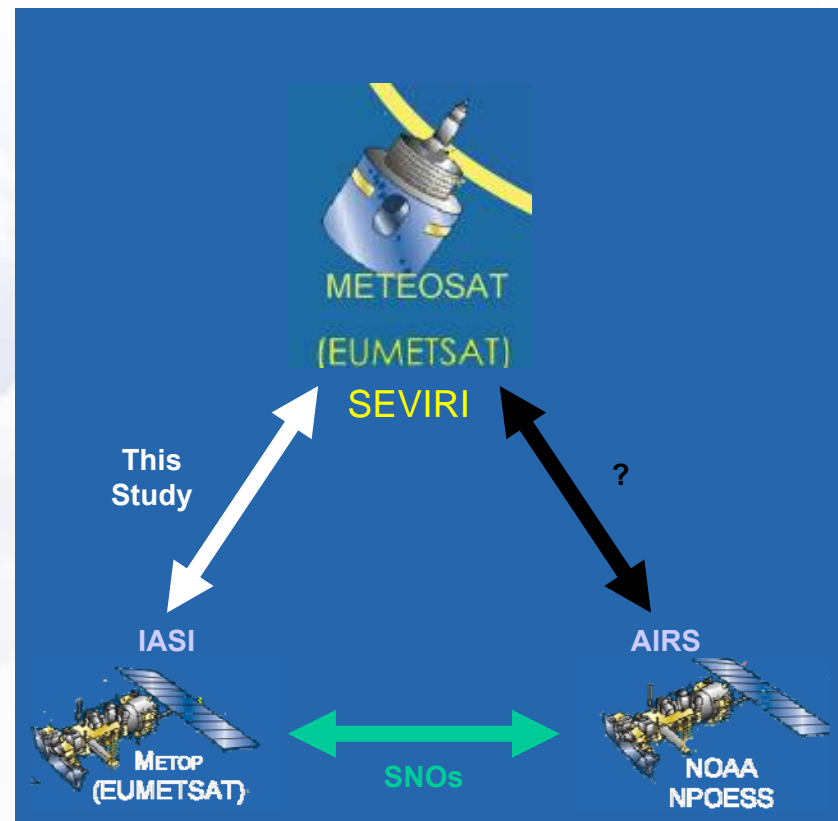 METEOSAT
(EUMETSAT)
SEVIRI
This
Study
?
IASI
AIRS
METOP
(EUMETSAT)
SNOs
NOAA
NPOESS